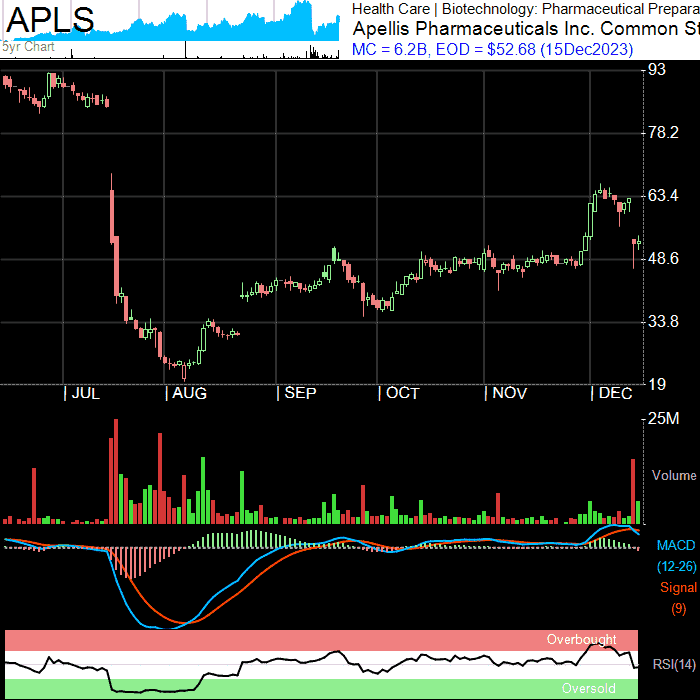 APLS
Health Care | Biotechnology: Pharmaceutical Prepara
Apellis Pharmaceuticals Inc. Common St
MC = 6.2B, EOD = $52.68 (15Dec2023)
5yr Chart
93
78.2
63.4
48.6
33.8
19
| JUL | AUG | SEP | OCT | NOV | DEC
25M
Volume
MACD
(12-26)
Signal
(9)
Overbought
RSI(14)
Oversold